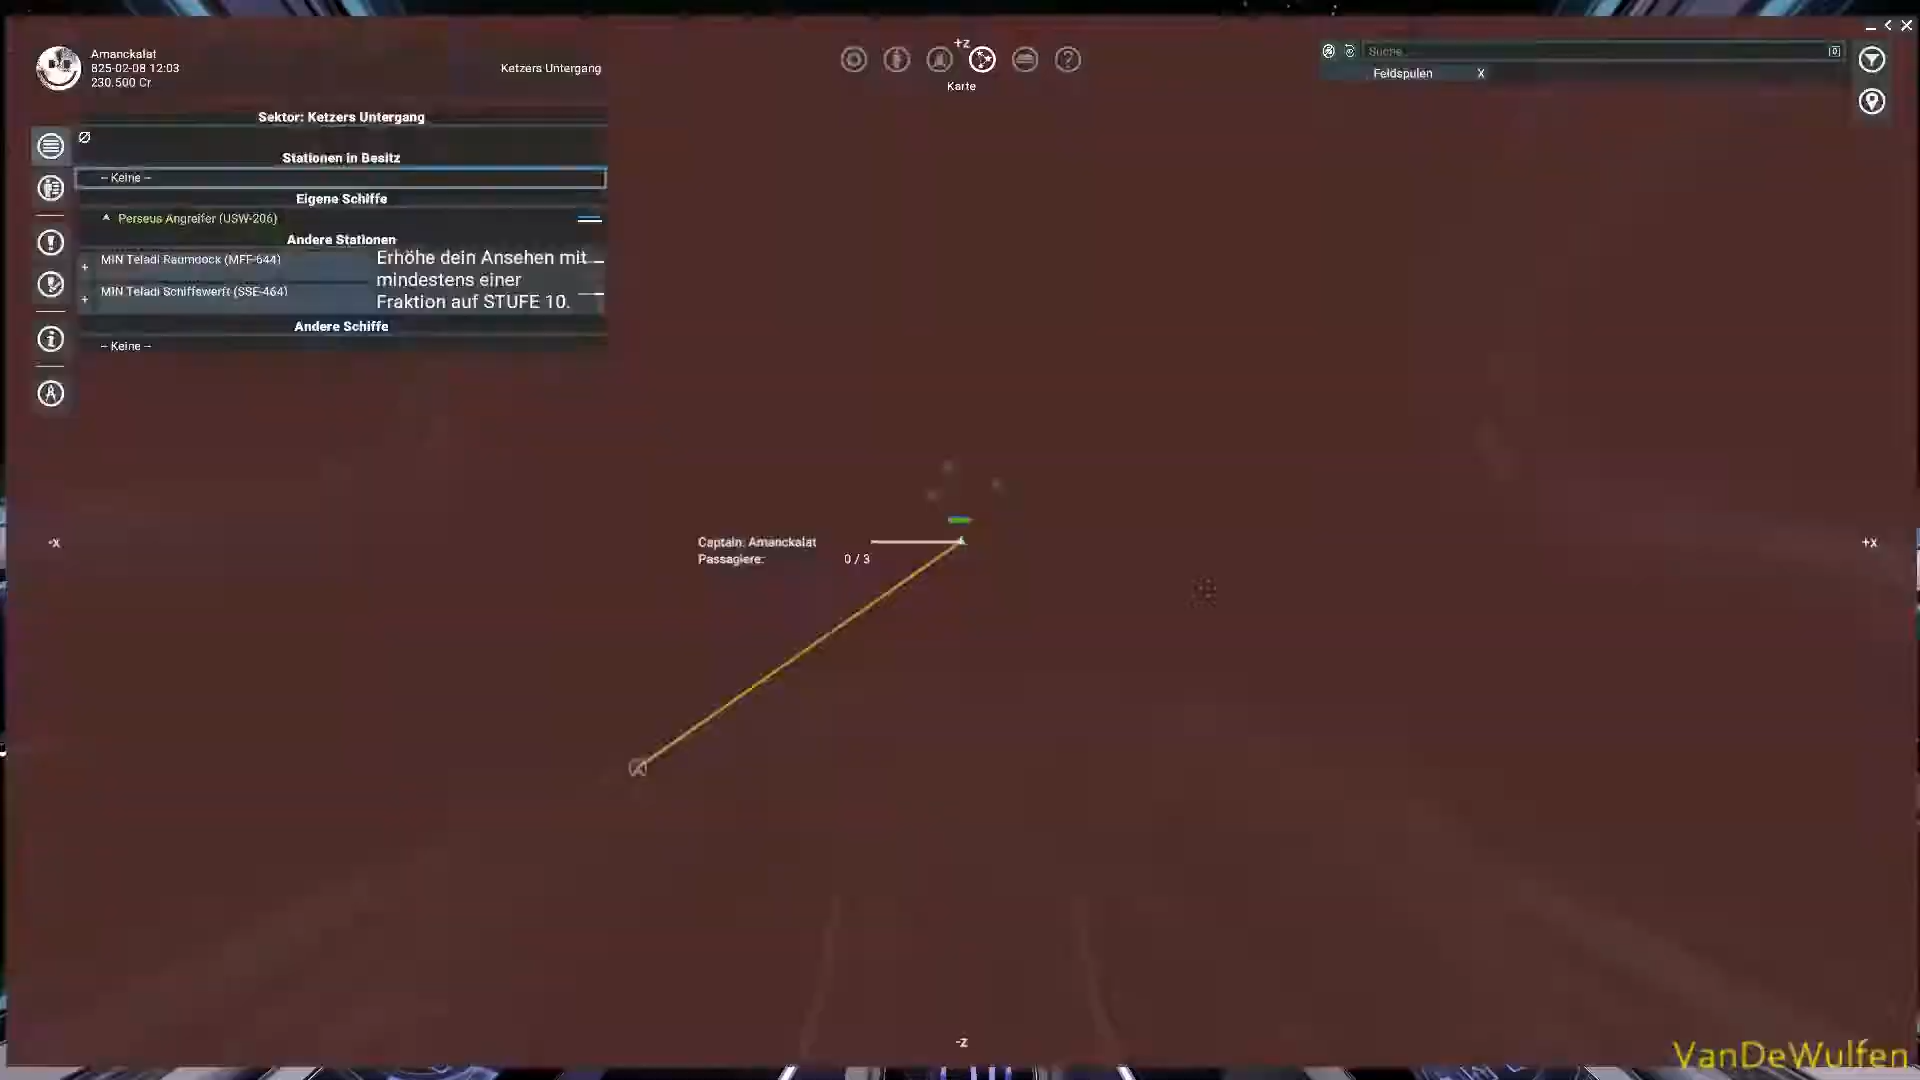 Amanckalat
825-02-08 12:03
230.500 Cr
Ketzers Untergang
+z
Karte
Suche ...
Feldspulen X
Sektor: Ketzers Untergang
Stationen in Besitz
-- Keine --
Eigene Schiffe
Perseus Angreifer (USW-206)
Andere Stationen
MIN Teladi Raumdock (MFF-644)
MIN Teladi Schiffswerft (SSE-464)
Erhöhe dein Ansehen mit
mindestens einer
Fraktion auf STUFE 10.
Andere Schiffe
-- Keine --
-x
+x
Captain: Amanckalat
Passagiere: 0 / 3
-z
VanDeWulfen